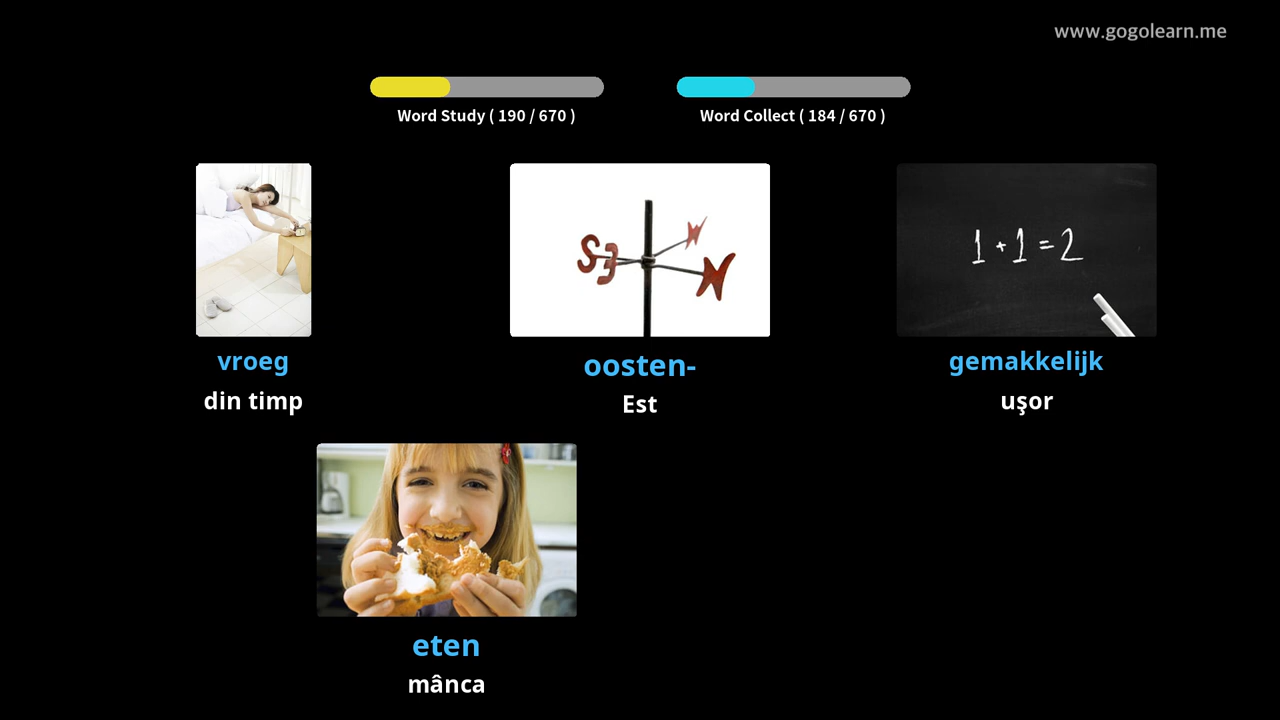 www.gogolearn.me
Word Study ( 190 / 670 )
Word Collect ( 184 / 670 )
S E N W
1 + 1 = 2
vroeg
din timp
oosten-
Est
gemakkelijk
uşor
eten
mânca